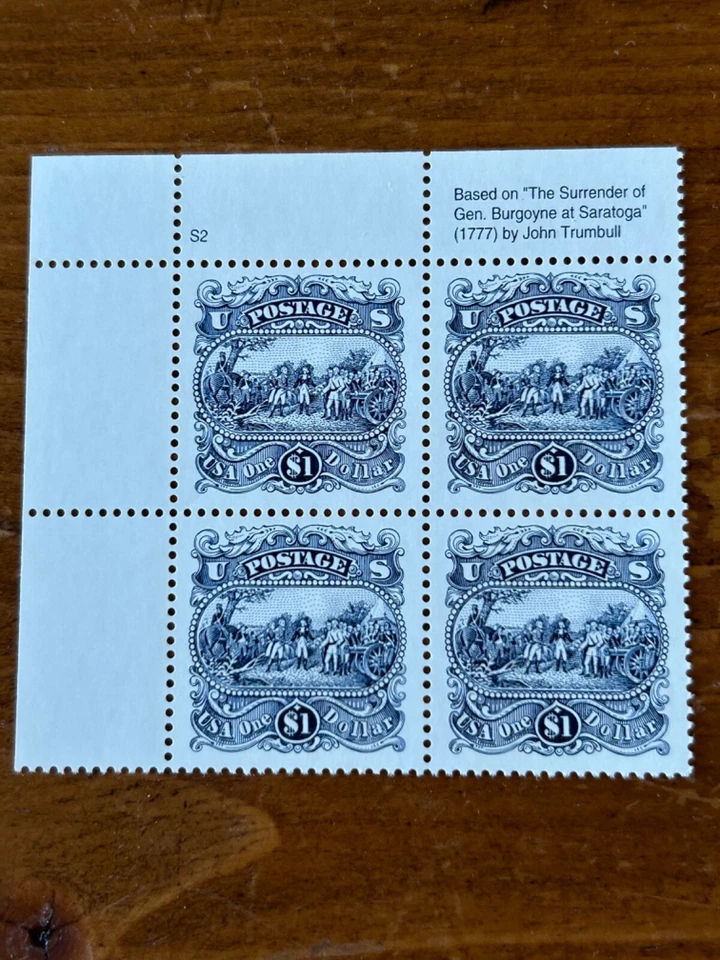 S2
Based on "The Surrender of
Gen. Burgoyne at Saratoga"
(1777) by John Trumbull
U POSTAGE S
USA One $1 Dollar
U POSTAGE S
USA One $1 Dollar
U POSTAGE S
USA One $1 Dollar
U POSTAGE S
USA One $1 Dollar